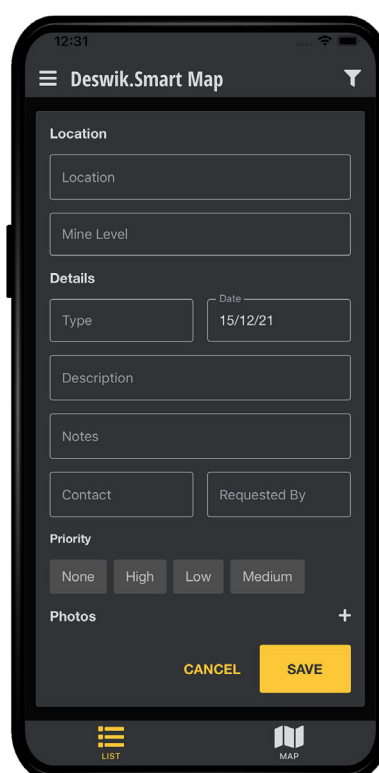 12:31
Deswik.Smart Map
Location
Location
Mine Level
Details
Date
Type 15/12/21
Description
Notes
Contact Requested By
Priority
None High Low Medium
Photos +
CANCEL SAVE
LIST MAP